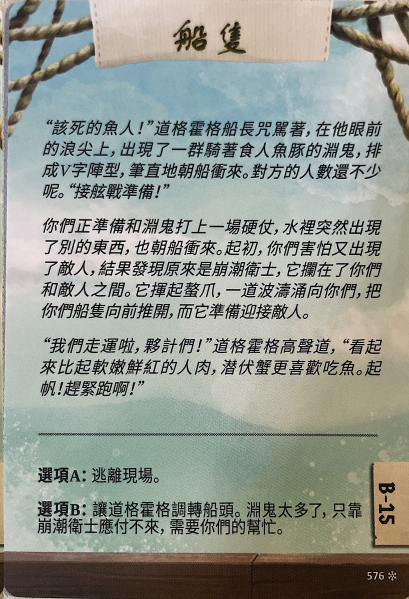 船隻
“該死的魚人！”道格霍格船長咒罵著，在他眼前
的浪尖上，出現了一群騎著食人魚豚的淵鬼，排
成V字陣型，筆直地朝船衝來。對方的人數還不少
呢。“接舷戰準備！”
你們正準備和淵鬼打上一場硬仗，水裡突然出現
了別的東西，也朝船衝來。起初，你們害怕又出現
了敵人，結果發現原來是崩潮衛士，它攔在了你們
和敵人之間。它揮起螯爪，一道波濤涌向你們，把
你們船隻向前推開，而它準備迎接敵人。
“我們走運啦，夥計們！”道格霍格高聲道，“看起
來比起軟嫩鮮紅的人肉，潜伏蟹更喜歡吃魚。起
帆！趕緊跑啊！”
選項A：逃離現場。
選項B：讓道格霍格調轉船頭。淵鬼太多了，只靠
崩潮衛士應付不來，需要你們的幫忙。
B-15
576